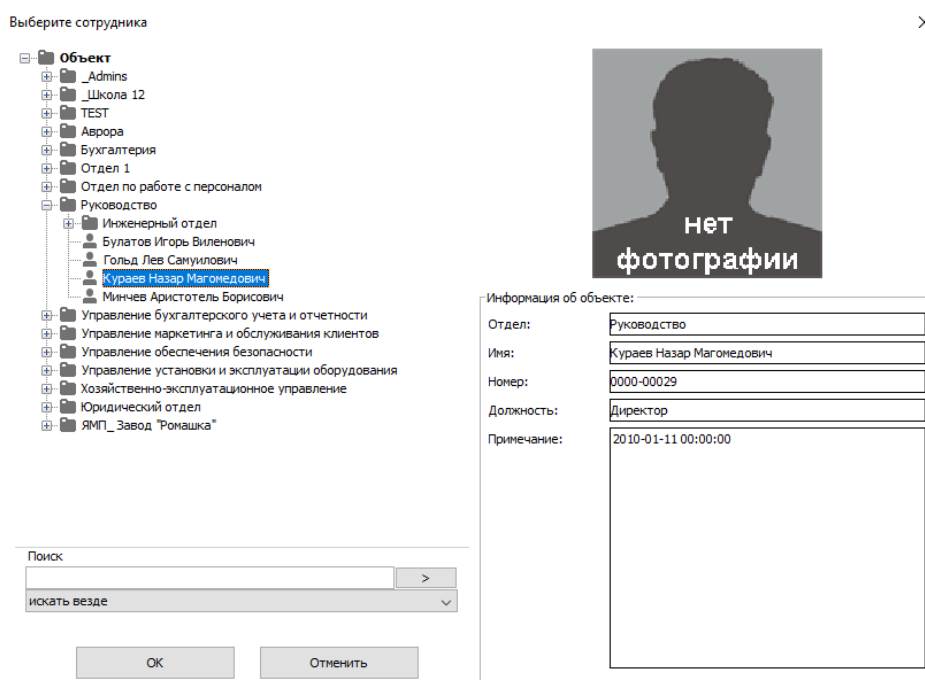 Выберите сотрудника
Объект
_Admins
_Школа 12
TEST
Аврора
Бухгалтерия
Отдел 1
Отдел по работе с персоналом
Руководство
Инженерный отдел
Булатов Игорь Виленович
Гольд Лев Самуилович
Кураев Назар Магомедович
Минчев Аристотель Борисович
Управление бухгалтерского учета и отчетности
Управление маркетинга и обслуживания клиентов
Управление обеспечения безопасности
Управление установки и эксплуатации оборудования
Хозяйственно-эксплуатационное управление
Юридический отдел
ЯМП_ Завод "Ромашка"
Поиск
>
искать везде
ОК
Отменить
нет
фотографии
Информация об объекте:
Отдел: Руководство
Имя: Кураев Назар Магомедович
Номер: 0000-00029
Должность: Директор
Примечание: 2010-01-11 00:00:00